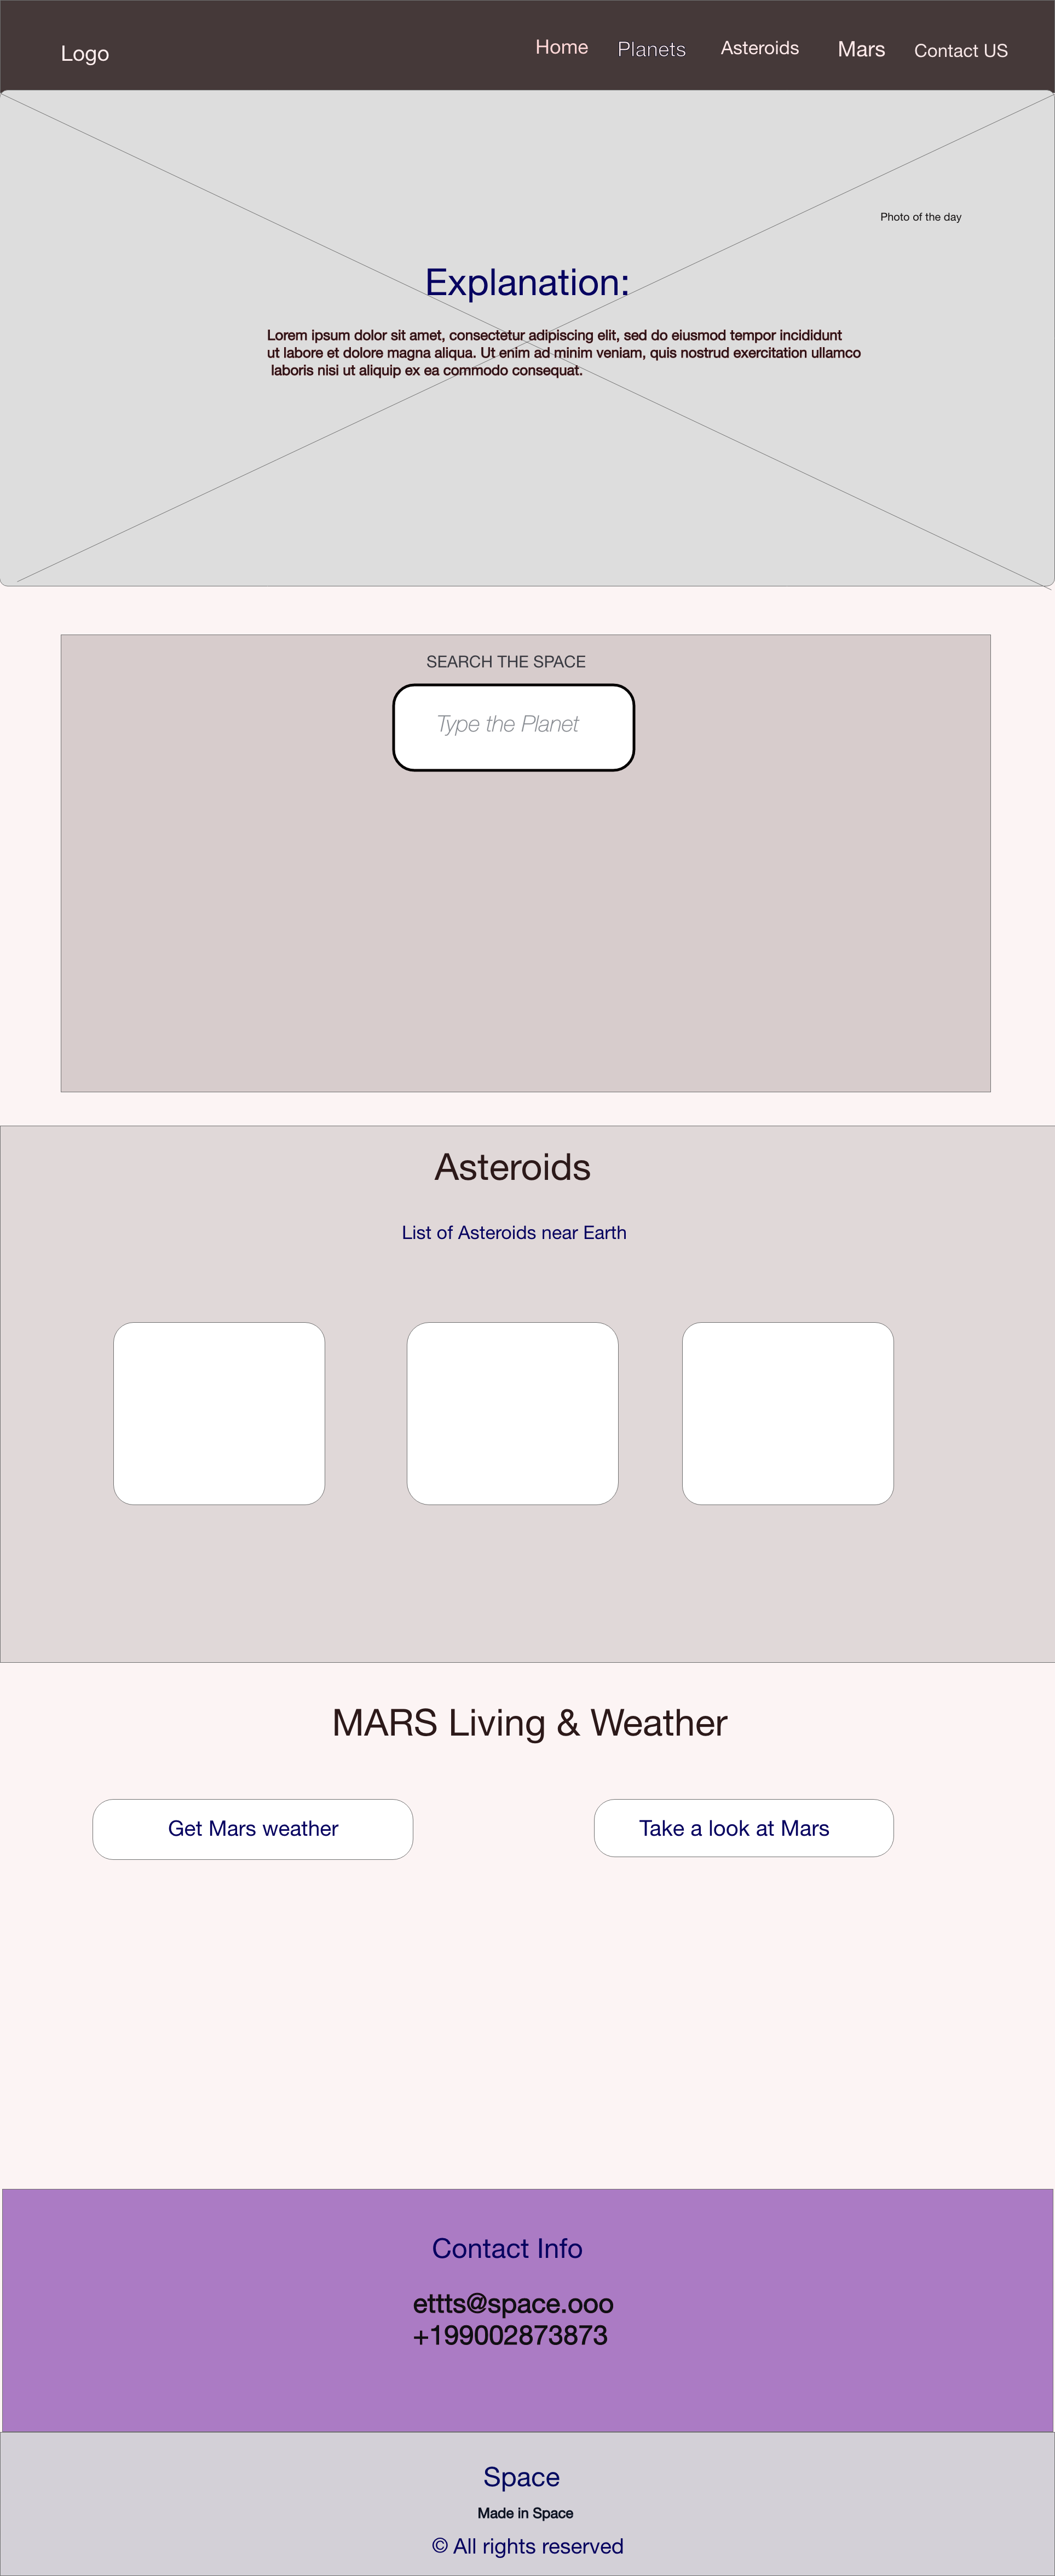 Logo
Home
Planets
Asteroids
Mars
Contact US
Photo of the day
Explanation:
Lorem ipsum dolor sit amet, consectetur adipiscing elit, sed do eiusmod tempor incididunt
ut labore et dolore magna aliqua. Ut enim ad minim veniam, quis nostrud exercitation ullamco
laboris nisi ut aliquip ex ea commodo consequat.
SEARCH THE SPACE
Type the Planet
Asteroids
List of Asteroids near Earth
MARS Living & Weather
Get Mars weather
Take a look at Mars
Contact Info
ettts@space.ooo
+199002873873
Space
Made in Space
© All rights reserved